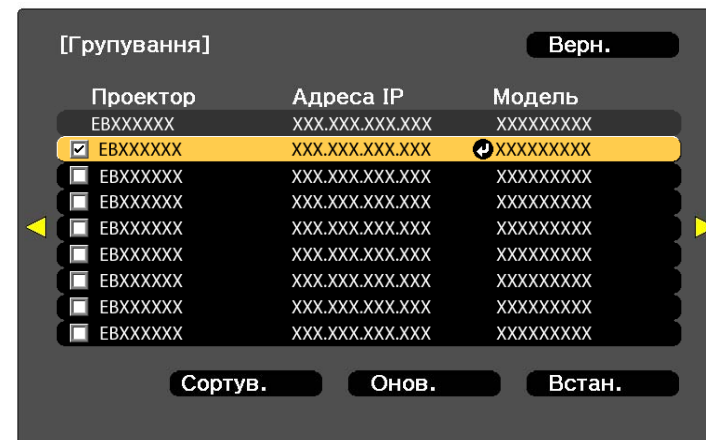 [Групування] Верн.
Проектор Адреса IP Модель
EBXXXXXX XXX.XXX.XXX.XXX XXXXXXXXX
EBXXXXXX XXX.XXX.XXX.XXX XXXXXXXXX
EBXXXXXX XXX.XXX.XXX.XXX XXXXXXXXX
EBXXXXXX XXX.XXX.XXX.XXX XXXXXXXXX
EBXXXXXX XXX.XXX.XXX.XXX XXXXXXXXX
EBXXXXXX XXX.XXX.XXX.XXX XXXXXXXXX
EBXXXXXX XXX.XXX.XXX.XXX XXXXXXXXX
EBXXXXXX XXX.XXX.XXX.XXX XXXXXXXXX
EBXXXXXX XXX.XXX.XXX.XXX XXXXXXXXX
Сортув. Онов. Встан.